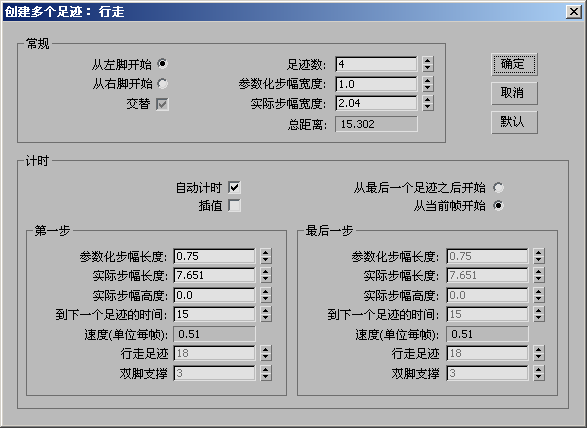 创建多个足迹: 行走
常规
从左脚开始
足迹数: 4
确定
从右脚开始
参数化步幅宽度: 1.0
取消
交替
实际步幅宽度: 2.04
总距离: 15.302
默认
计时
自动计时
从最后一个足迹之后开始
插值
从当前帧开始
第一步
参数化步幅长度: 0.75
实际步幅长度: 7.651
实际步幅高度: 0.0
到下一个足迹的时间: 15
速度(单位每帧): 0.51
行走足迹 18
双脚支撑 3
最后一步
参数化步幅长度: 0.75
实际步幅长度: 7.651
实际步幅高度: 0.0
到下一个足迹的时间: 15
速度(单位每帧): 0.51
行走足迹 18
双脚支撑 3